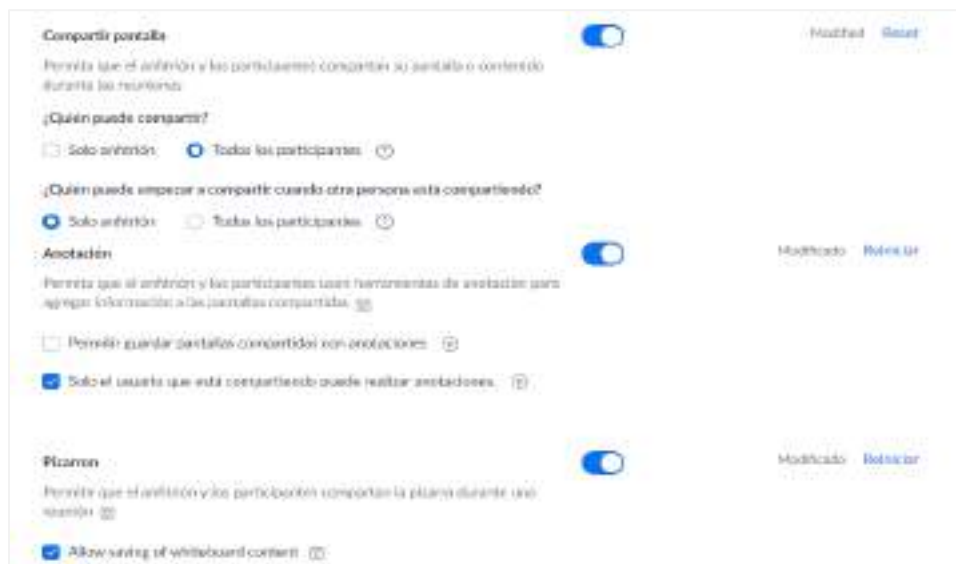 Compartir pantalla
Modified Reset
Permita que el anfitrión y los participantes compartan su pantalla o contenido
durante las reuniones
¿Quién puede compartir?
Solo anfitrión Todos los participantes
¿Quién puede empezar a compartir cuando otra persona está compartiendo?
Solo anfitrión Todos los participantes
Anotación
Modificado Reiniciar
Permita que el anfitrión y los participantes usen herramientas de anotación para
agregar información a las pantallas compartidas
Permitir guardar pantallas compartidas con anotaciones
Solo el usuario que está compartiendo puede realizar anotaciones.
Pizarron
Modificado Reiniciar
Permitir que el anfitrión y los participantes compartan la pizarra durante una
reunión
Allow saving of whiteboard content